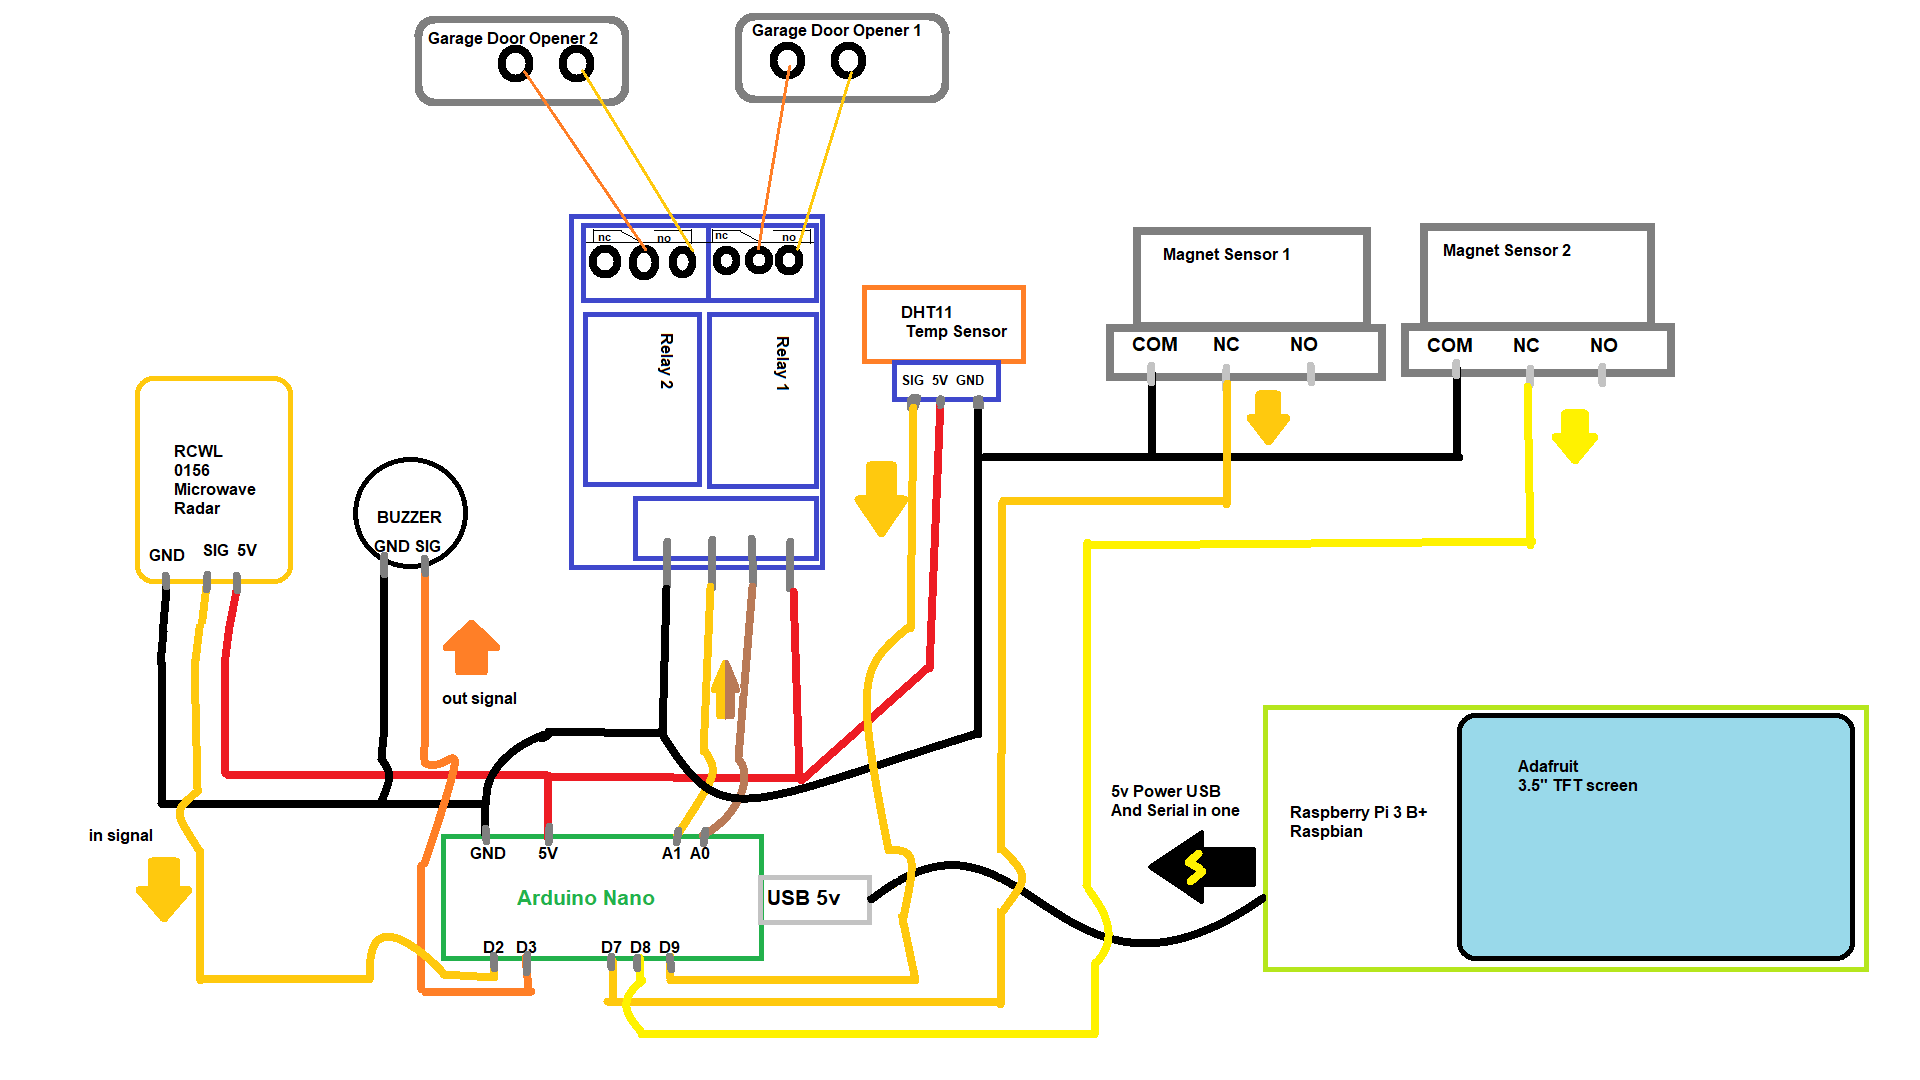 Garage Door Opener 2
Garage Door Opener 1
nc
no
nc
no
Relay 2
Relay 1
DHT11
Temp Sensor
SIG 5V GND
Magnet Sensor 1
COM NC NO
Magnet Sensor 2
COM NC NO
RCWL
0156
Microwave
Radar
GND SIG 5V
BUZZER
GND SIG
out signal
in signal
GND 5V A1 A0
Arduino Nano
USB 5v
D2 D3 D7 D8 D9
5v Power USB
And Serial in one
Raspberry Pi 3 B+
Raspbian
Adafruit
3.5" TFT screen